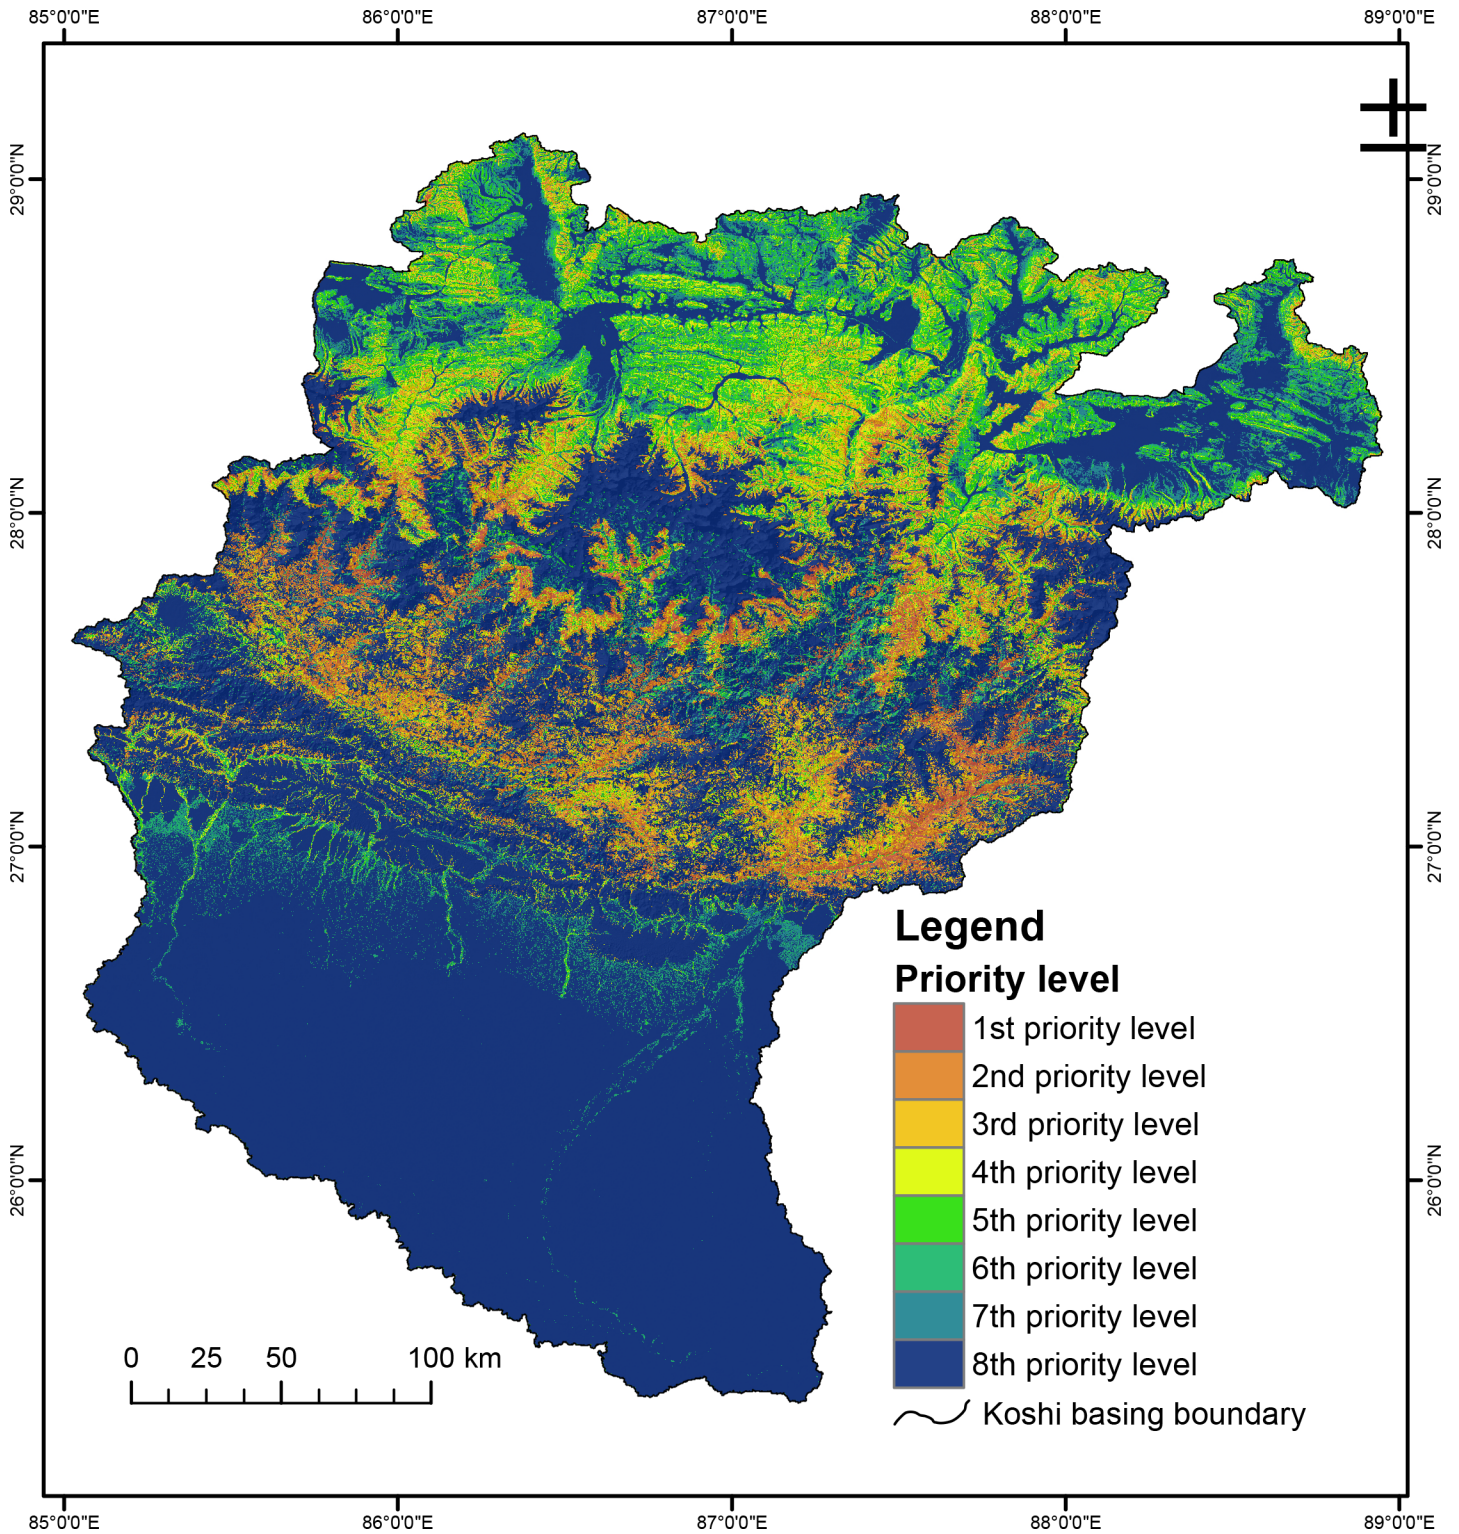 85°0'0"E 86°0'0"E 87°0'0"E 88°0'0"E 89°0'0"E
29°0'0"N 29°0'0"N
28°0'0"N 28°0'0"N
27°0'0"N 27°0'0"N
Legend
Priority level
1st priority level
2nd priority level
3rd priority level
4th priority level
26°0'0"N 26°0'0"N
5th priority level
6th priority level
7th priority level
8th priority level
0 25 50 100 km
Koshi basing boundary
85°0'0"E 86°0'0"E 87°0'0"E 88°0'0"E 89°0'0"E